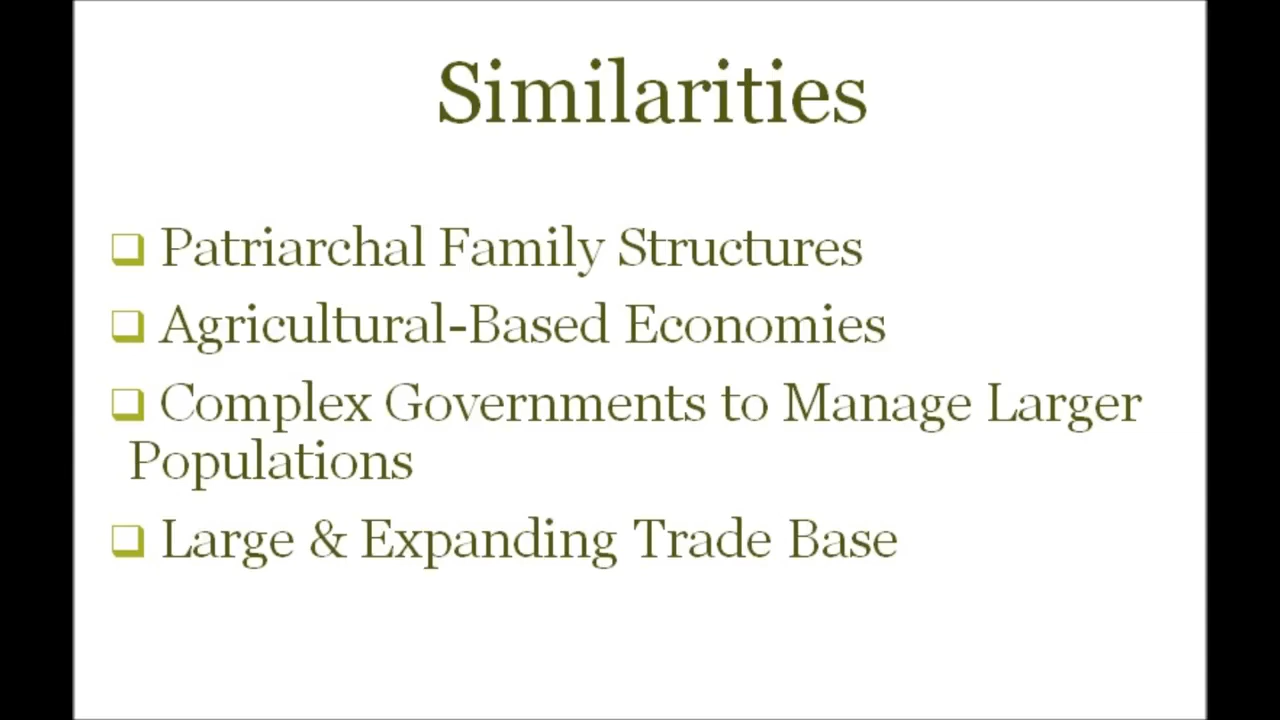 Similarities
Patriarchal Family Structures
Agricultural-Based Economies
Complex Governments to Manage Larger
Populations
Large & Expanding Trade Base